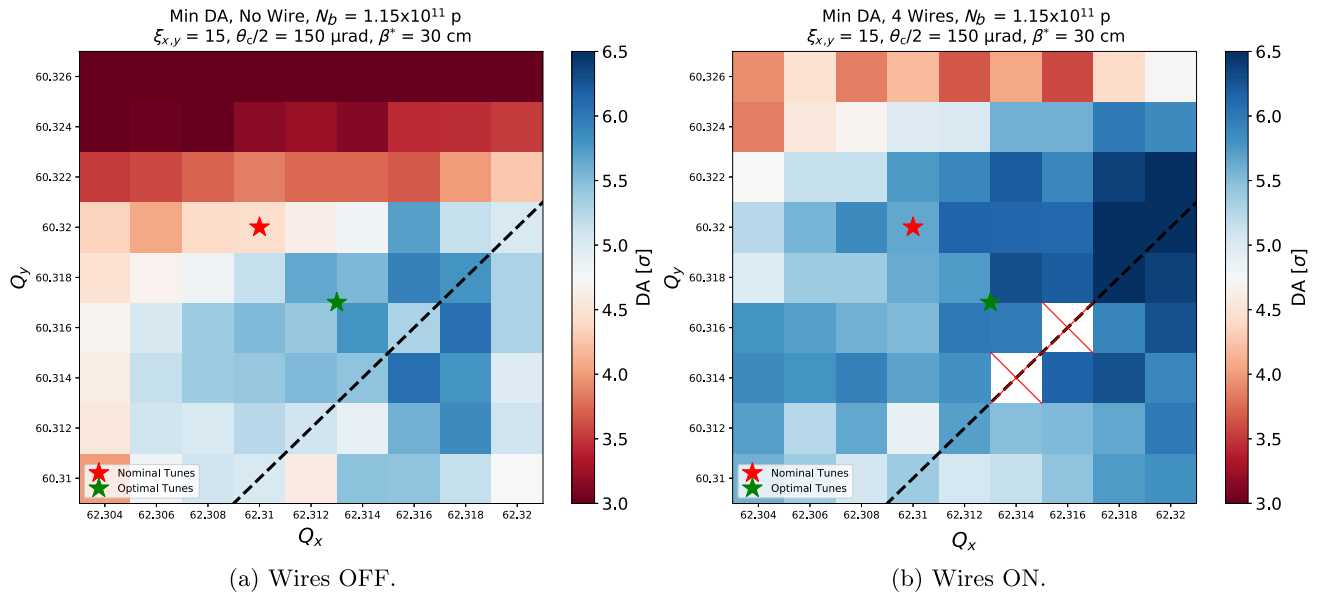 Min DA, No Wire, N_b = 1.15x10¹¹ p
ξ_{x,y} = 15, θ_c/2 = 150 μrad, β* = 30 cm
60.326
60.324
60.322
60.32
60.318
60.316
60.314
60.312
60.31
Q_y
Nominal Tunes
Optimal Tunes
62.304 62.306 62.308 62.31 62.312 62.314 62.316 62.318 62.32
Q_x
6.5
6.0
5.5
5.0
4.5
4.0
3.5
3.0
DA [σ]
(a) Wires OFF.
Min DA, 4 Wires, N_b = 1.15x10¹¹ p
ξ_{x,y} = 15, θ_c/2 = 150 μrad, β* = 30 cm
60.326
60.324
60.322
60.32
60.318
60.316
60.314
60.312
60.31
Q_y
Nominal Tunes
Optimal Tunes
62.304 62.306 62.308 62.31 62.312 62.314 62.316 62.318 62.32
Q_x
6.5
6.0
5.5
5.0
4.5
4.0
3.5
3.0
DA [σ]
(b) Wires ON.